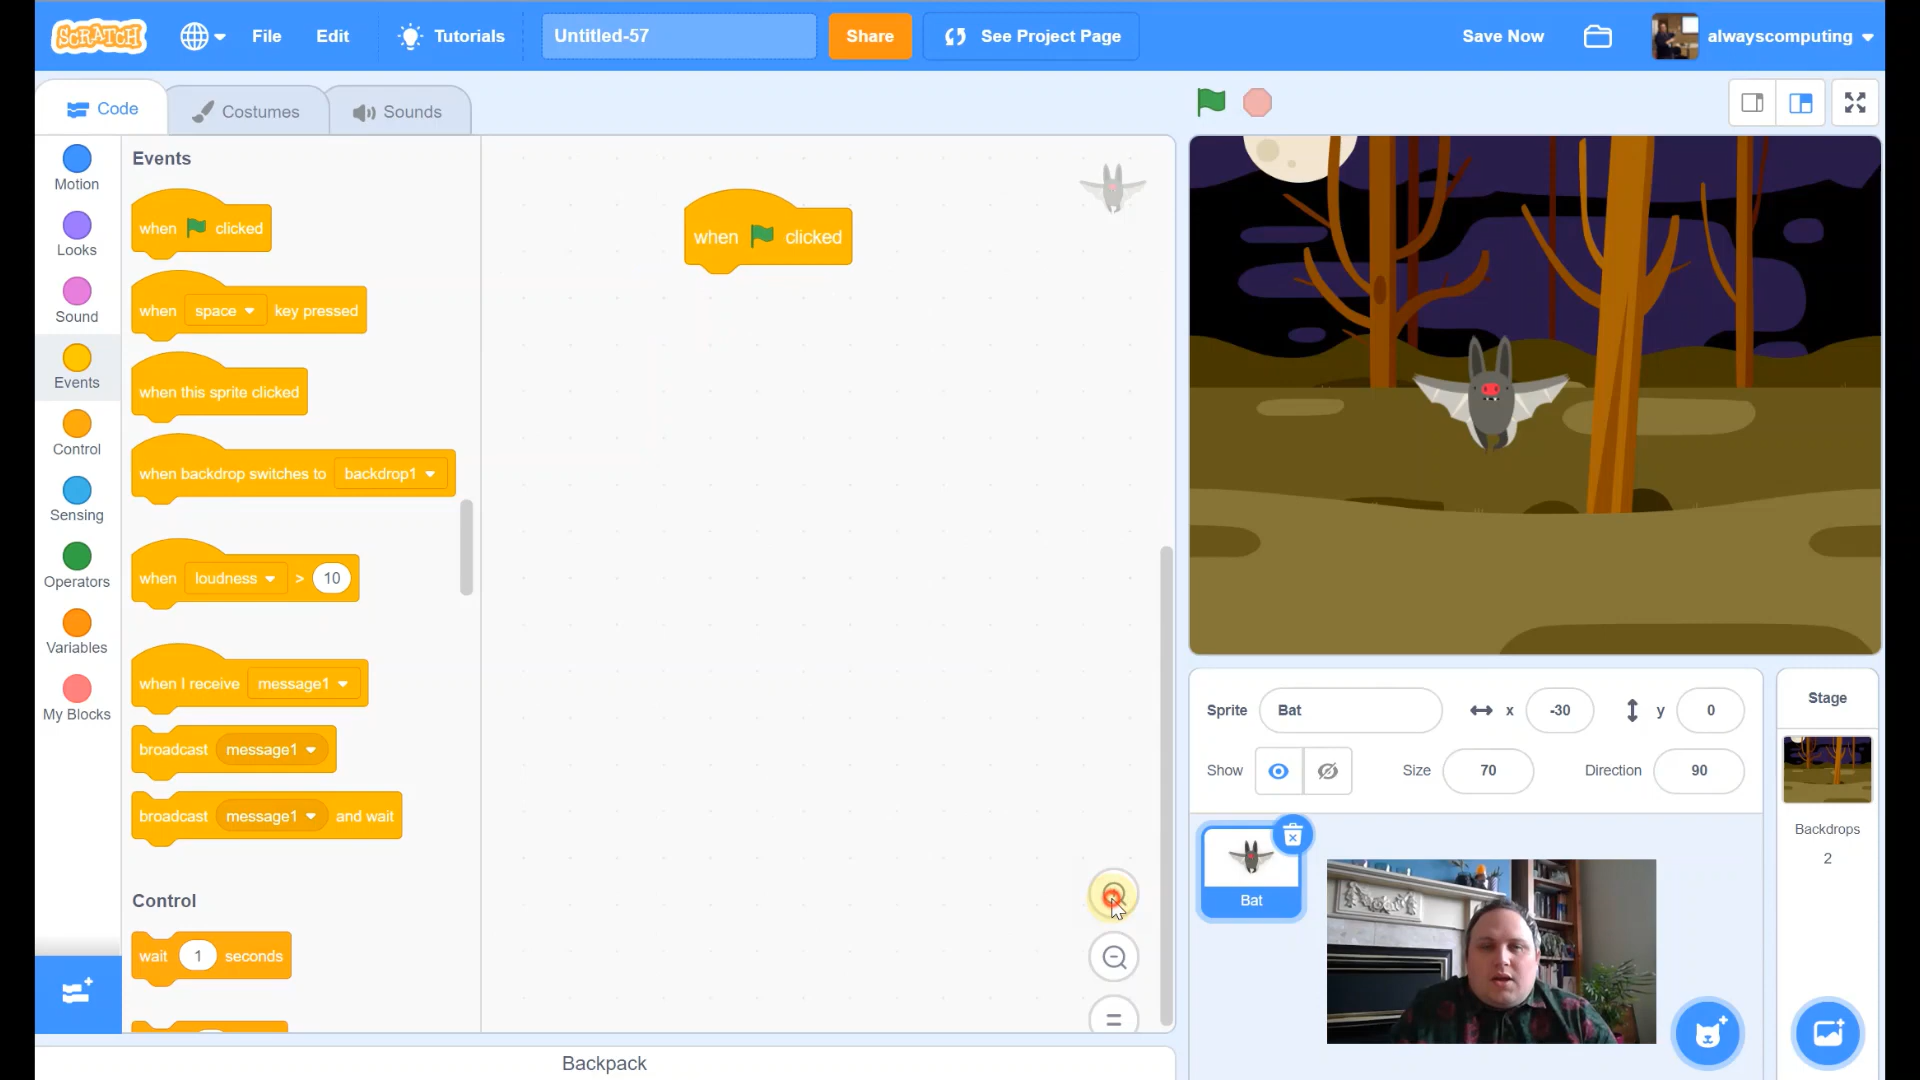 SCRATCH
File
Edit
Tutorials
Untitled-57
Share
See Project Page
Save Now
alwayscomputing
Code
Costumes
Sounds
Motion
Looks
Sound
Events
Control
Sensing
Operators
Variables
My Blocks
Events
when clicked
when space key pressed
when this sprite clicked
when backdrop switches to backdrop1
when loudness > 10
when I receive message1
broadcast message1
broadcast message1 and wait
Control
wait 1 seconds
when clicked
Backpack
Sprite Bat x -30 y 0
Show Size 70 Direction 90
Bat
Stage
Backdrops
2